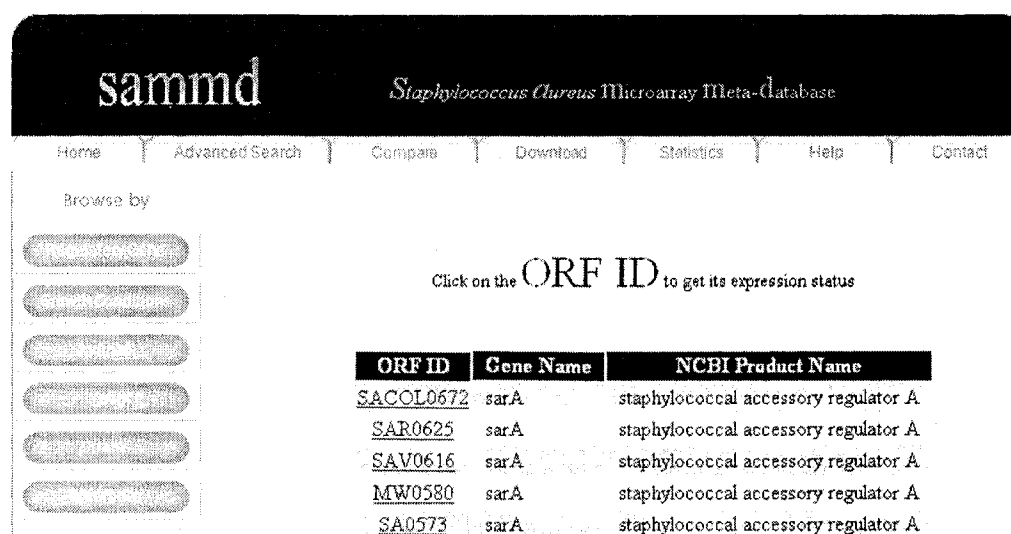 sammd
Staphylococcus Aureus Microarray Meta-database
Home Advanced Search Compare Download Statistics Help Contact
Browse by
Click on the ORF ID to get its expression status
ORF ID Gene Name NCBI Product Name
SACOL0672 sarA staphylococcal accessory regulator A
SAR0625 sarA staphylococcal accessory regulator A
SAV0616 sarA staphylococcal accessory regulator A
MW0580 sarA staphylococcal accessory regulator A
SA0573 sarA staphylococcal accessory regulator A